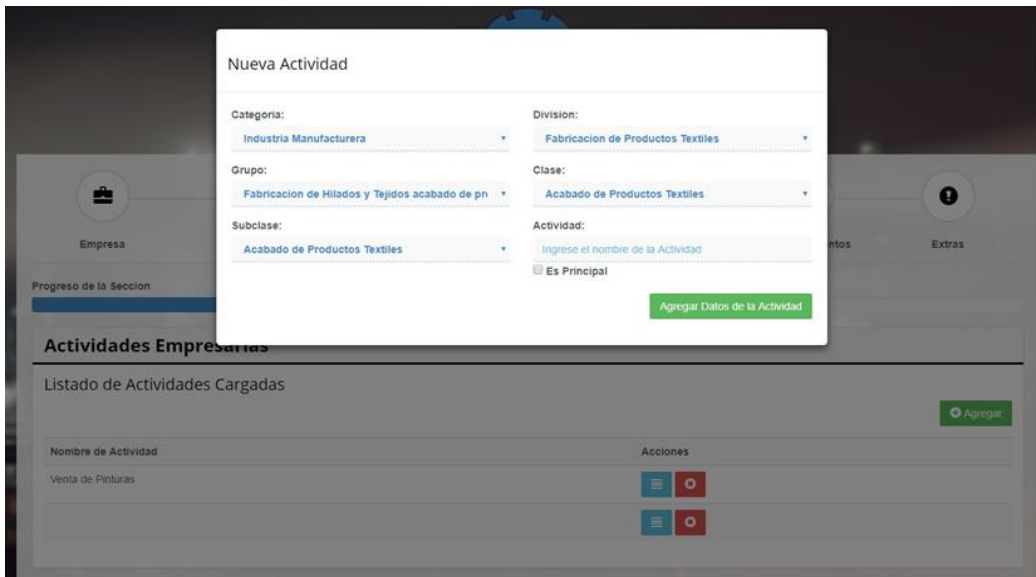 Nueva Actividad
Categoria:
Division:
Industria Manufacturera
Fabricacion de Productos Textiles
Grupo:
Clase:
Fabricacion de Hilados y Tejidos acabado de pro
Acabado de Productos Textiles
Subclase:
Actividad:
Acabado de Productos Textiles
Ingrese el nombre de la Actividad
Es Principal
Agregar Datos de la Actividad
Empresa
ntos
Extras
Progreso de la Seccion
Actividades Empresarias
Listado de Actividades Cargadas
Agregar
Nombre de Actividad
Acciones
Venta de Pinturas